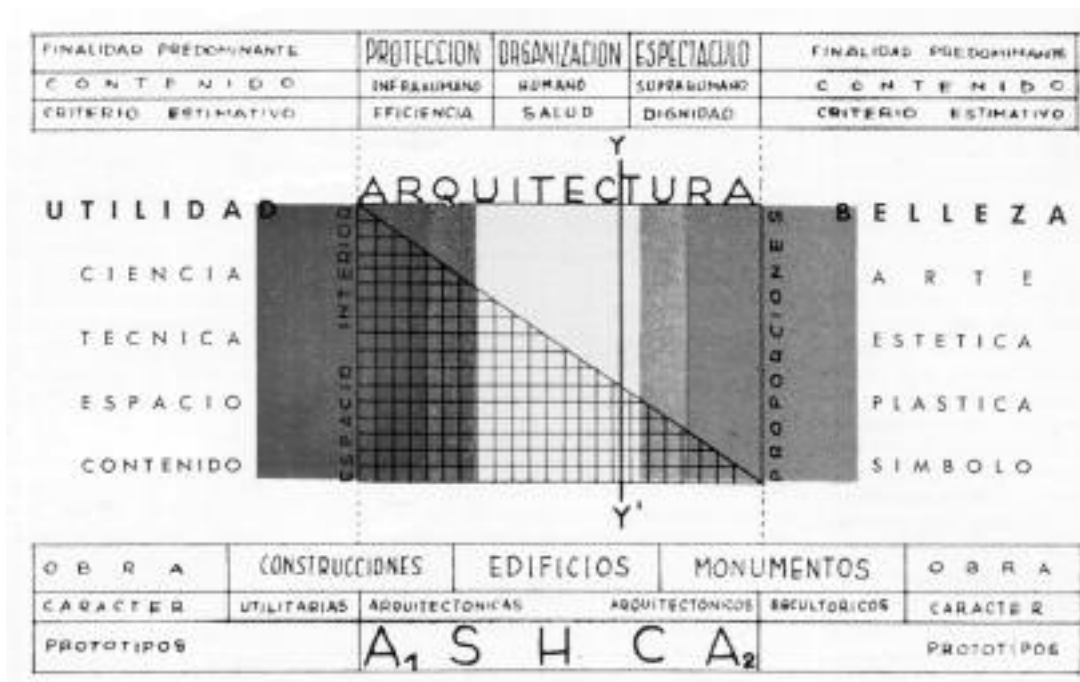 FINALIDAD PREDOMINANTE PROTECCION ORGANIZACION ESPECTACULO FINALIDAD PREDOMINANTE
CONTENIDO INFRAHUMANO HUMANO SUPRAHUMANO CONTENIDO
CRITERIO ESTIMATIVO EFICIENCIA SALUD DIGNIDAD CRITERIO ESTIMATIVO
Y
ARQUITECTURA
UTILIDAD BELLEZA
CIENCIA ARTE
TECNICA ESTETICA
ESPACIO PLASTICA
CONTENIDO SIMBOLO
ESPACIO INTERIOR
PROPORCIONES
Y'
OBRA CONSTRUCCIONES EDIFICIOS MONUMENTOS OBRA
CARACTER UTILITARIAS ARQUITECTONICAS ARQUITECTONICOS ESCULTORICOS CARACTER
PROTOTIPOS A₁ S H C A₂ PROTOTIPOS